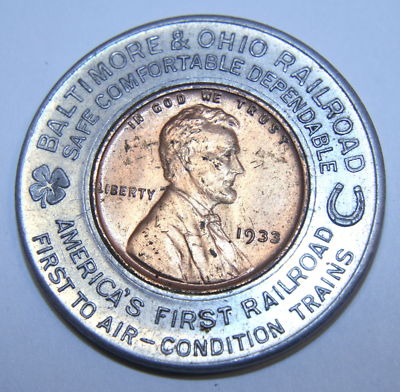 BALTIMORE & OHIO RAILROAD
SAFE COMFORTABLE DEPENDABLE
IN GOD WE TRUST
LIBERTY
1933
AMERICA'S FIRST RAILROAD
FIRST TO AIR-CONDITION TRAINS